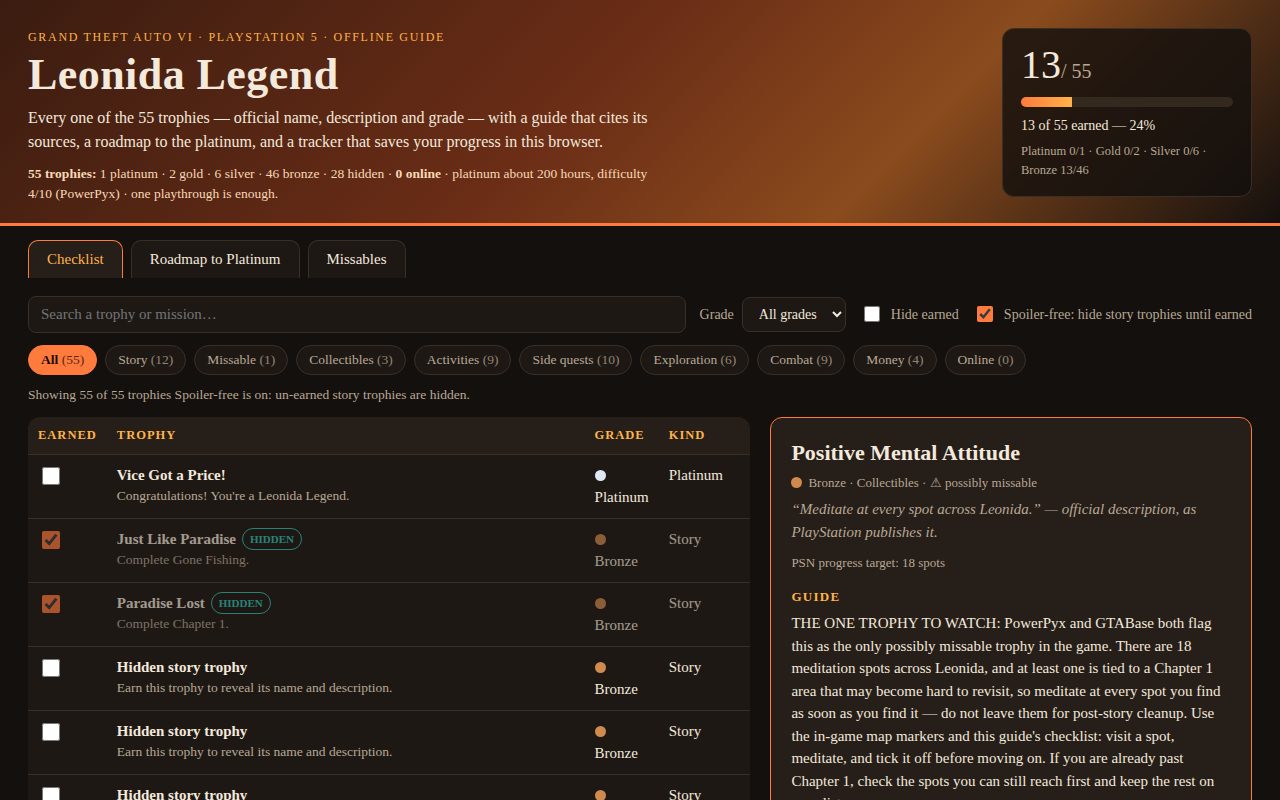 GRAND THEFT AUTO VI · PLAYSTATION 5 · OFFLINE GUIDE
Leonida Legend
Every one of the 55 trophies — official name, description and grade — with a guide that cites its
sources, a roadmap to the platinum, and a tracker that saves your progress in this browser.
55 trophies: 1 platinum · 2 gold · 6 silver · 46 bronze · 28 hidden · 0 online · platinum about 200 hours, difficulty
4/10 (PowerPyx) · one playthrough is enough.
13/ 55
13 of 55 earned — 24%
Platinum 0/1 · Gold 0/2 · Silver 0/6 ·
Bronze 13/46
Checklist
Roadmap to Platinum
Missables
Search a trophy or mission…
Grade
All grades
Hide earned
Spoiler-free: hide story trophies until earned
All (55)
Story (12)
Missable (1)
Collectibles (3)
Activities (9)
Side quests (10)
Exploration (6)
Combat (9)
Money (4)
Online (0)
Showing 55 of 55 trophies Spoiler-free is on: un-earned story trophies are hidden.
EARNED TROPHY GRADE KIND
Vice Got a Price!
Congratulations! You're a Leonida Legend.
Platinum
Platinum
Just Like Paradise HIDDEN
Complete Gone Fishing.
Bronze
Story
Paradise Lost HIDDEN
Complete Chapter 1.
Bronze
Story
Hidden story trophy
Earn this trophy to reveal its name and description.
Bronze
Story
Hidden story trophy
Earn this trophy to reveal its name and description.
Bronze
Story
Hidden story trophy
Story
Positive Mental Attitude
Bronze · Collectibles · ⚠ possibly missable
“Meditate at every spot across Leonida.” — official description, as
PlayStation publishes it.
PSN progress target: 18 spots
GUIDE
THE ONE TROPHY TO WATCH: PowerPyx and GTABase both flag
this as the only possibly missable trophy in the game. There are 18
meditation spots across Leonida, and at least one is tied to a Chapter 1
area that may become hard to revisit, so meditate at every spot you find
as soon as you find it — do not leave them for post-story cleanup. Use
the in-game map markers and this guide's checklist: visit a spot,
meditate, and tick it off before moving on. If you are already past
Chapter 1, check the spots you can still reach first and keep the rest on